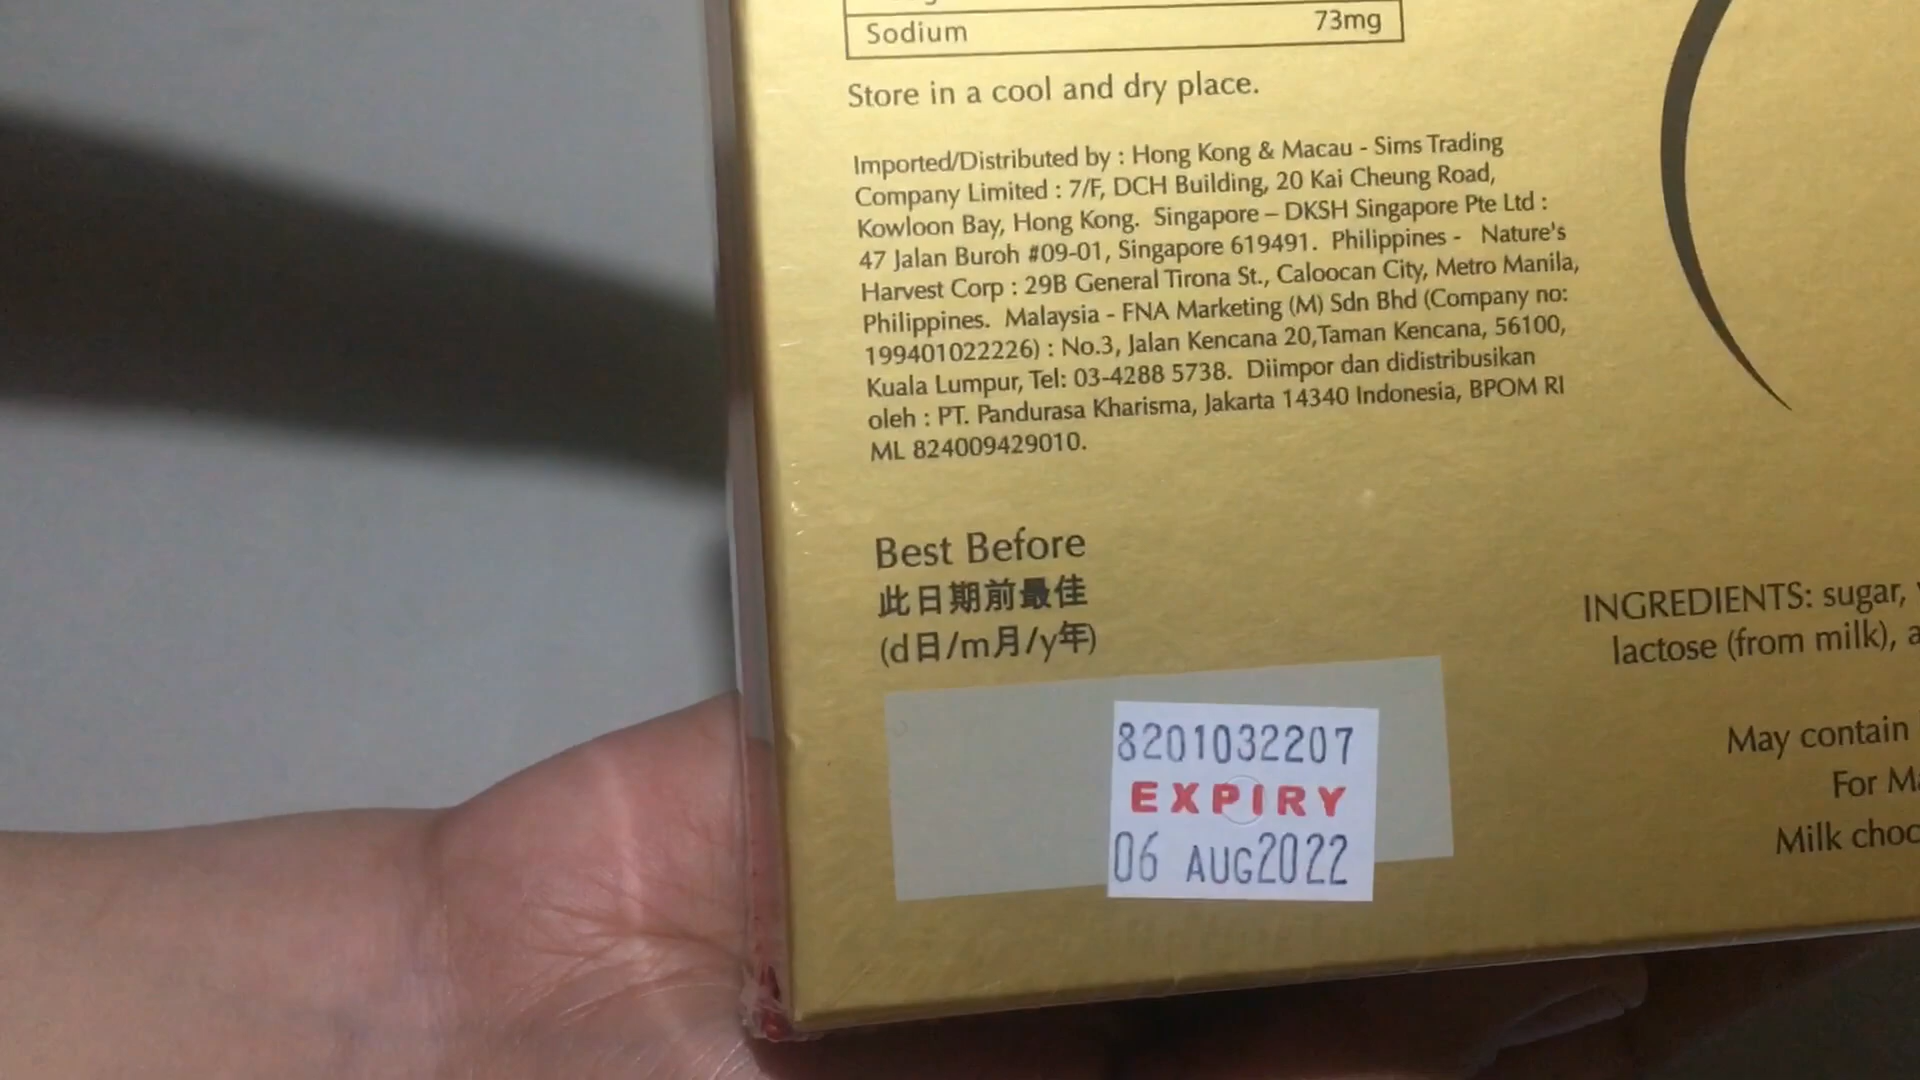 Sodium 73mg
Store in a cool and dry place.
Imported/Distributed by : Hong Kong & Macau - Sims Trading
Company Limited : 7/F, DCH Building, 20 Kai Cheung Road,
Kowloon Bay, Hong Kong. Singapore – DKSH Singapore Pte Ltd :
47 Jalan Buroh #09-01, Singapore 619491. Philippines - Nature's
Harvest Corp : 29B General Tirona St., Caloocan City, Metro Manila,
Philippines. Malaysia - FNA Marketing (M) Sdn Bhd (Company no:
199401022226) : No.3, Jalan Kencana 20,Taman Kencana, 56100,
Kuala Lumpur, Tel: 03-4288 5738. Diimpor dan didistribusikan
oleh : PT. Pandurasa Kharisma, Jakarta 14340 Indonesia, BPOM RI
ML 824009429010.
Best Before
此日期前最佳
(d日/m月/y年)
8201032207
EXPIRY
06 AUG2022
INGREDIENTS: sugar,
lactose (from milk),
May contain
For
Milk